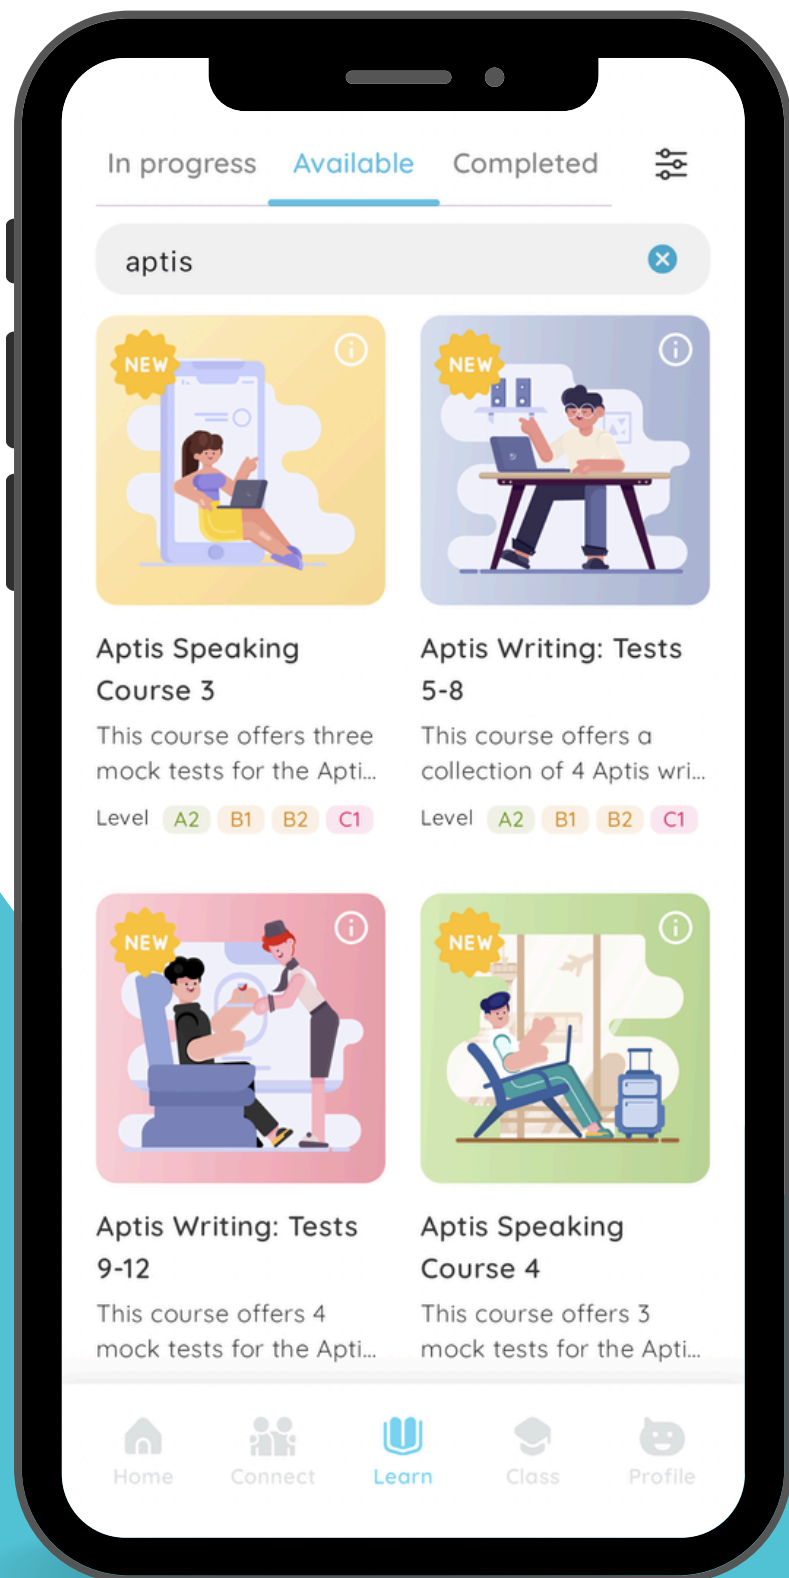 In progress Available Completed
aptis
NEW
NEW
Aptis Speaking
Course 3
This course offers three
mock tests for the Apti...
Level A2 B1 B2 C1
Aptis Writing: Tests
5-8
This course offers a
collection of 4 Aptis wri...
Level A2 B1 B2 C1
NEW
NEW
Aptis Writing: Tests
9-12
This course offers 4
mock tests for the Apti...
Aptis Speaking
Course 4
This course offers 3
mock tests for the Apti...
Home Connect Learn Class Profile